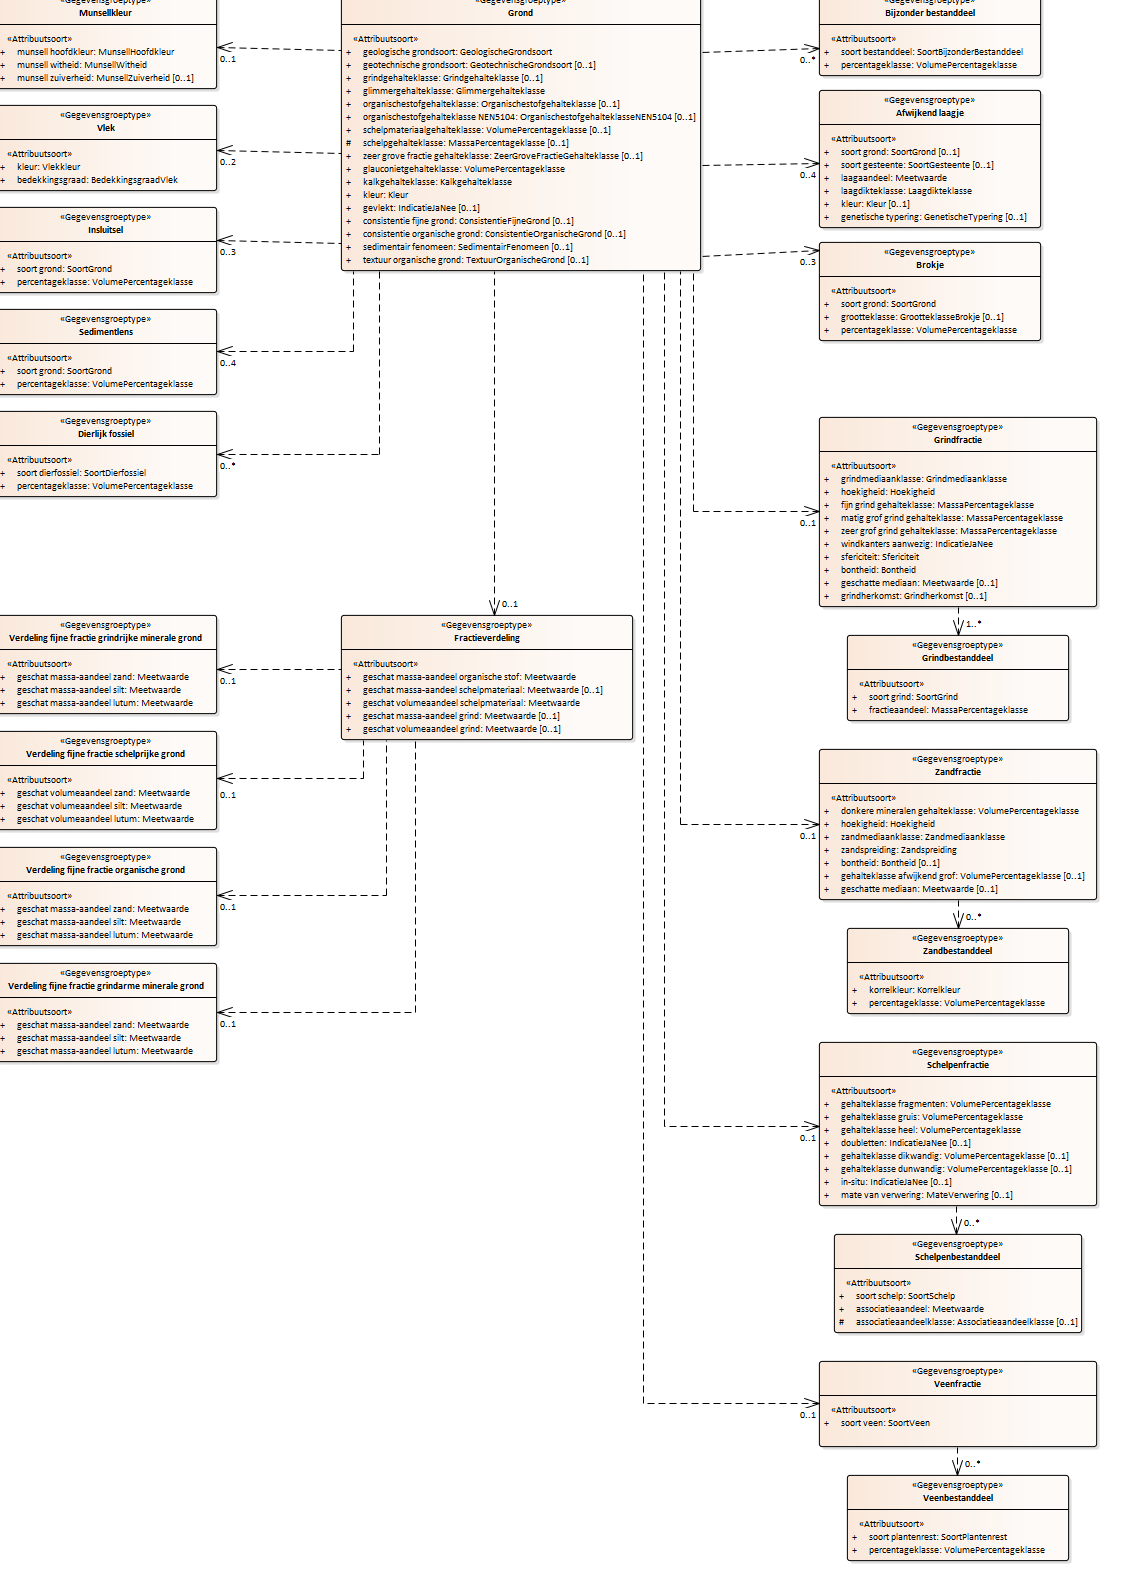 «Gegevensgroeptype»
Munsellkleur
«Attribuutsoort»
+ munsell hoofdkleur: MunsellHoofdkleur
+ munsell witheid: MunsellWitheid
+ munsell zuiverheid: MunsellZuiverheid [0..1]
0..1
«Gegevensgroeptype»
Vlek
«Attribuutsoort»
+ kleur: Vlekkleur
+ bedekkingsgraad: BedekkingsgraadVlek
0..2
«Gegevensgroeptype»
Insluitsel
«Attribuutsoort»
+ soort grond: SoortGrond
+ percentageklasse: VolumePercentageklasse
0..3
«Gegevensgroeptype»
Sedimentlens
«Attribuutsoort»
+ soort grond: SoortGrond
+ percentageklasse: VolumePercentageklasse
0..4
«Gegevensgroeptype»
Dierlijk fossiel
«Attribuutsoort»
+ soort dierfossiel: SoortDierfossiel
+ percentageklasse: VolumePercentageklasse
0..*
«Gegevensgroeptype»
Grond
«Attribuutsoort»
+ geologische grondsoort: GeologischeGrondsoort
+ geotechnische grondsoort: GeotechnischeGrondsoort [0..1]
+ grindgehalteklasse: Grindgehalteklasse [0..1]
+ glimmergehalteklasse: Glimmergehalteklasse
+ organischestofgehalteklasse: Organischestofgehalteklasse [0..1]
+ organischestofgehalteklasse NEN5104: OrganischestofgehalteklasseNEN5104 [0..1]
+ schelpmateriaalgehalteklasse: VolumePercentageklasse [0..1]
# schelpgehalteklasse: MassaPercentageklasse [0..1]
+ zeer grove fractie gehalteklasse: ZeerGroveFractieGehalteklasse [0..1]
+ glauconietgehalteklasse: VolumePercentageklasse
+ kalkgehalteklasse: Kalkgehalteklasse
+ kleur: Kleur
+ gevlekt: IndicatieJaNee [0..1]
+ consistentie fijne grond: ConsistentieFijneGrond [0..1]
+ consistentie organische grond: ConsistentieOrganischeGrond [0..1]
+ sedimentair fenomeen: SedimentairFenomeen [0..1]
+ textuur organische grond: TextuurOrganischeGrond [0..1]
«Gegevensgroeptype»
Bijzonder bestanddeel
«Attribuutsoort»
+ soort bestanddeel: SoortBijzonderBestanddeel
+ percentageklasse: VolumePercentageklasse
0..*
«Gegevensgroeptype»
Afwijkend laagje
«Attribuutsoort»
+ soort grond: SoortGrond [0..1]
+ soort gesteente: SoortGesteente [0..1]
+ laagaandeel: Meetwaarde
+ laagdikteklasse: Laagdikteklasse
+ kleur: Kleur [0..1]
+ genetische typering: GenetischeTypering [0..1]
0..4
«Gegevensgroeptype»
Brokje
«Attribuutsoort»
+ soort grond: SoortGrond
+ grootteklasse: GrootteklasseBrokje [0..1]
+ percentageklasse: VolumePercentageklasse
0..3
«Gegevensgroeptype»
Grindfractie
«Attribuutsoort»
+ grindmediaanklasse: Grindmediaanklasse
+ hoekigheid: Hoekigheid
+ fijn grind gehalteklasse: MassaPercentageklasse
+ matig grof grind gehalteklasse: MassaPercentageklasse
+ zeer grof grind gehalteklasse: MassaPercentageklasse
+ windkanters aanwezig: IndicatieJaNee
+ sfericiteit: Sfericiteit
+ bontheid: Bontheid
+ geschatte mediaan: Meetwaarde [0..1]
+ grindherkomst: Grindherkomst [0..1]
0..1
1..*
«Gegevensgroeptype»
Grindbestanddeel
«Attribuutsoort»
+ soort grind: SoortGrind
+ fractieaandeel: MassaPercentageklasse
0..1
«Gegevensgroeptype»
Fractieverdeling
«Attribuutsoort»
+ geschat massa-aandeel organische stof: Meetwaarde
+ geschat massa-aandeel schelpmateriaal: Meetwaarde [0..1]
+ geschat volumeaandeel schelpmateriaal: Meetwaarde
+ geschat massa-aandeel grind: Meetwaarde [0..1]
+ geschat volumeaandeel grind: Meetwaarde [0..1]
«Gegevensgroeptype»
Verdeling fijne fractie grindrijke minerale grond
«Attribuutsoort»
+ geschat massa-aandeel zand: Meetwaarde
+ geschat massa-aandeel silt: Meetwaarde
+ geschat massa-aandeel lutum: Meetwaarde
0..1
«Gegevensgroeptype»
Verdeling fijne fractie schelprijke grond
«Attribuutsoort»
+ geschat volumeaandeel zand: Meetwaarde
+ geschat volumeaandeel silt: Meetwaarde
+ geschat volumeaandeel lutum: Meetwaarde
0..1
«Gegevensgroeptype»
Verdeling fijne fractie organische grond
«Attribuutsoort»
+ geschat massa-aandeel zand: Meetwaarde
+ geschat massa-aandeel silt: Meetwaarde
+ geschat massa-aandeel lutum: Meetwaarde
0..1
«Gegevensgroeptype»
Verdeling fijne fractie grindarme minerale grond
«Attribuutsoort»
+ geschat massa-aandeel zand: Meetwaarde
+ geschat massa-aandeel silt: Meetwaarde
+ geschat massa-aandeel lutum: Meetwaarde
0..1
«Gegevensgroeptype»
Zandfractie
«Attribuutsoort»
+ donkere mineralen gehalteklasse: VolumePercentageklasse
+ hoekigheid: Hoekigheid
+ zandmediaanklasse: Zandmediaanklasse
+ zandspreiding: Zandspreiding
+ bontheid: Bontheid [0..1]
+ gehalteklasse afwijkend grof: VolumePercentageklasse [0..1]
+ geschatte mediaan: Meetwaarde [0..1]
0..1
0..*
«Gegevensgroeptype»
Zandbestanddeel
«Attribuutsoort»
+ korrelkleur: Korrelkleur
+ percentageklasse: VolumePercentageklasse
«Gegevensgroeptype»
Schelpenfractie
«Attribuutsoort»
+ gehalteklasse fragmenten: VolumePercentageklasse
+ gehalteklasse gruis: VolumePercentageklasse
+ gehalteklasse heel: VolumePercentageklasse
+ doubletten: IndicatieJaNee [0..1]
+ gehalteklasse dikwandig: VolumePercentageklasse [0..1]
+ gehalteklasse dunwandig: VolumePercentageklasse [0..1]
+ in-situ: IndicatieJaNee [0..1]
+ mate van verwering: MateVerwering [0..1]
0..1
0..*
«Gegevensgroeptype»
Schelpenbestanddeel
«Attribuutsoort»
+ soort schelp: SoortSchelp
+ associatieaandeel: Meetwaarde
# associatieaandeelklasse: Associatieaandeelklasse [0..1]
«Gegevensgroeptype»
Veenfractie
«Attribuutsoort»
+ soort veen: SoortVeen
0..1
0..*
«Gegevensgroeptype»
Veenbestanddeel
«Attribuutsoort»
+ soort plantenrest: SoortPlantenrest
+ percentageklasse: VolumePercentageklasse